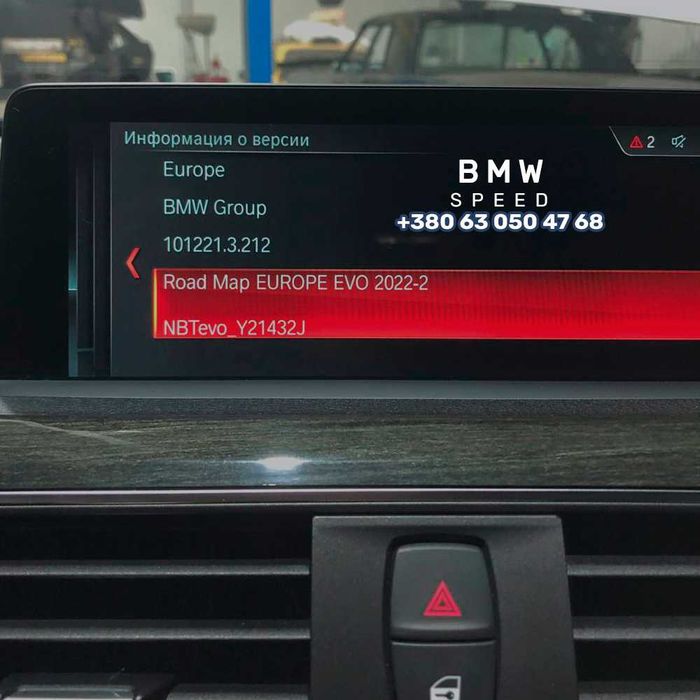 Информация о версии
2
Europe
BMW
BMW Group
SPEED
+380 63 050 47 68
101221.3.212
Road Map EUROPE EVO 2022-2
NBTevo_Y21432J